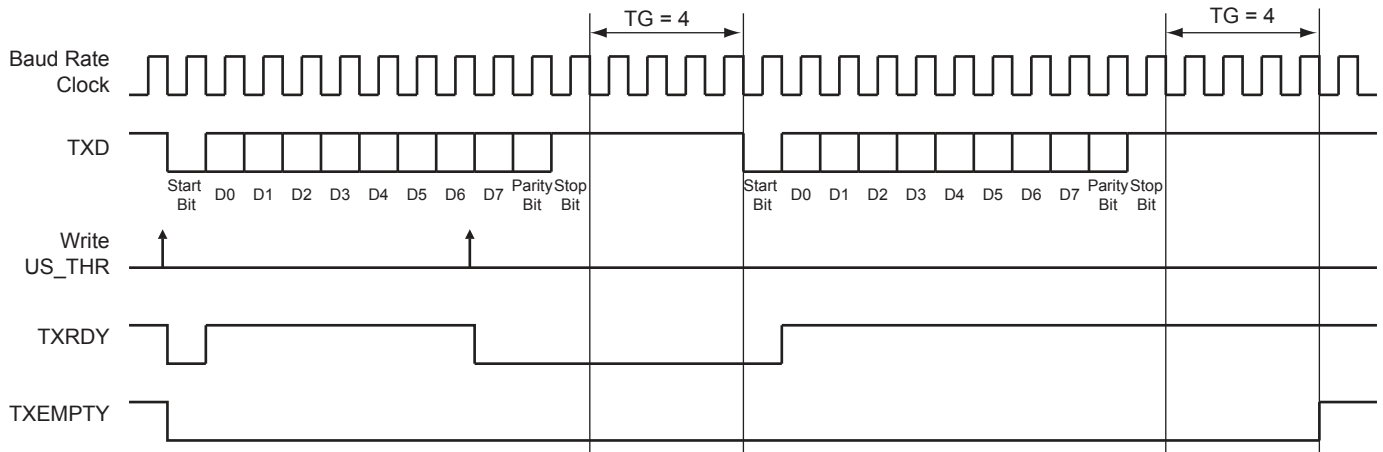 TG = 4
TG = 4
Baud Rate
Clock
TXD
Start
Bit
D0
D1
D2
D3
D4
D5
D6
D7
Parity
Bit
Stop
Bit
Start
Bit
D0
D1
D2
D3
D4
D5
D6
D7
Parity
Bit
Stop
Bit
Write
US_THR
TXRDY
TXEMPTY